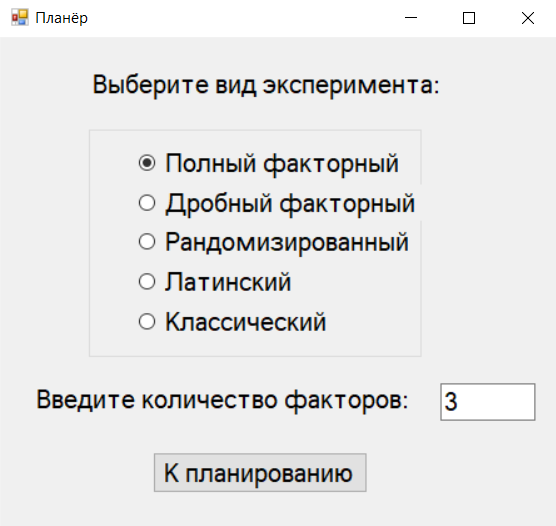 Планёр
Выберите вид эксперимента:
Полный факторный
Дробный факторный
Рандомизированный
Латинский
Классический
Введите количество факторов: 3
К планированию